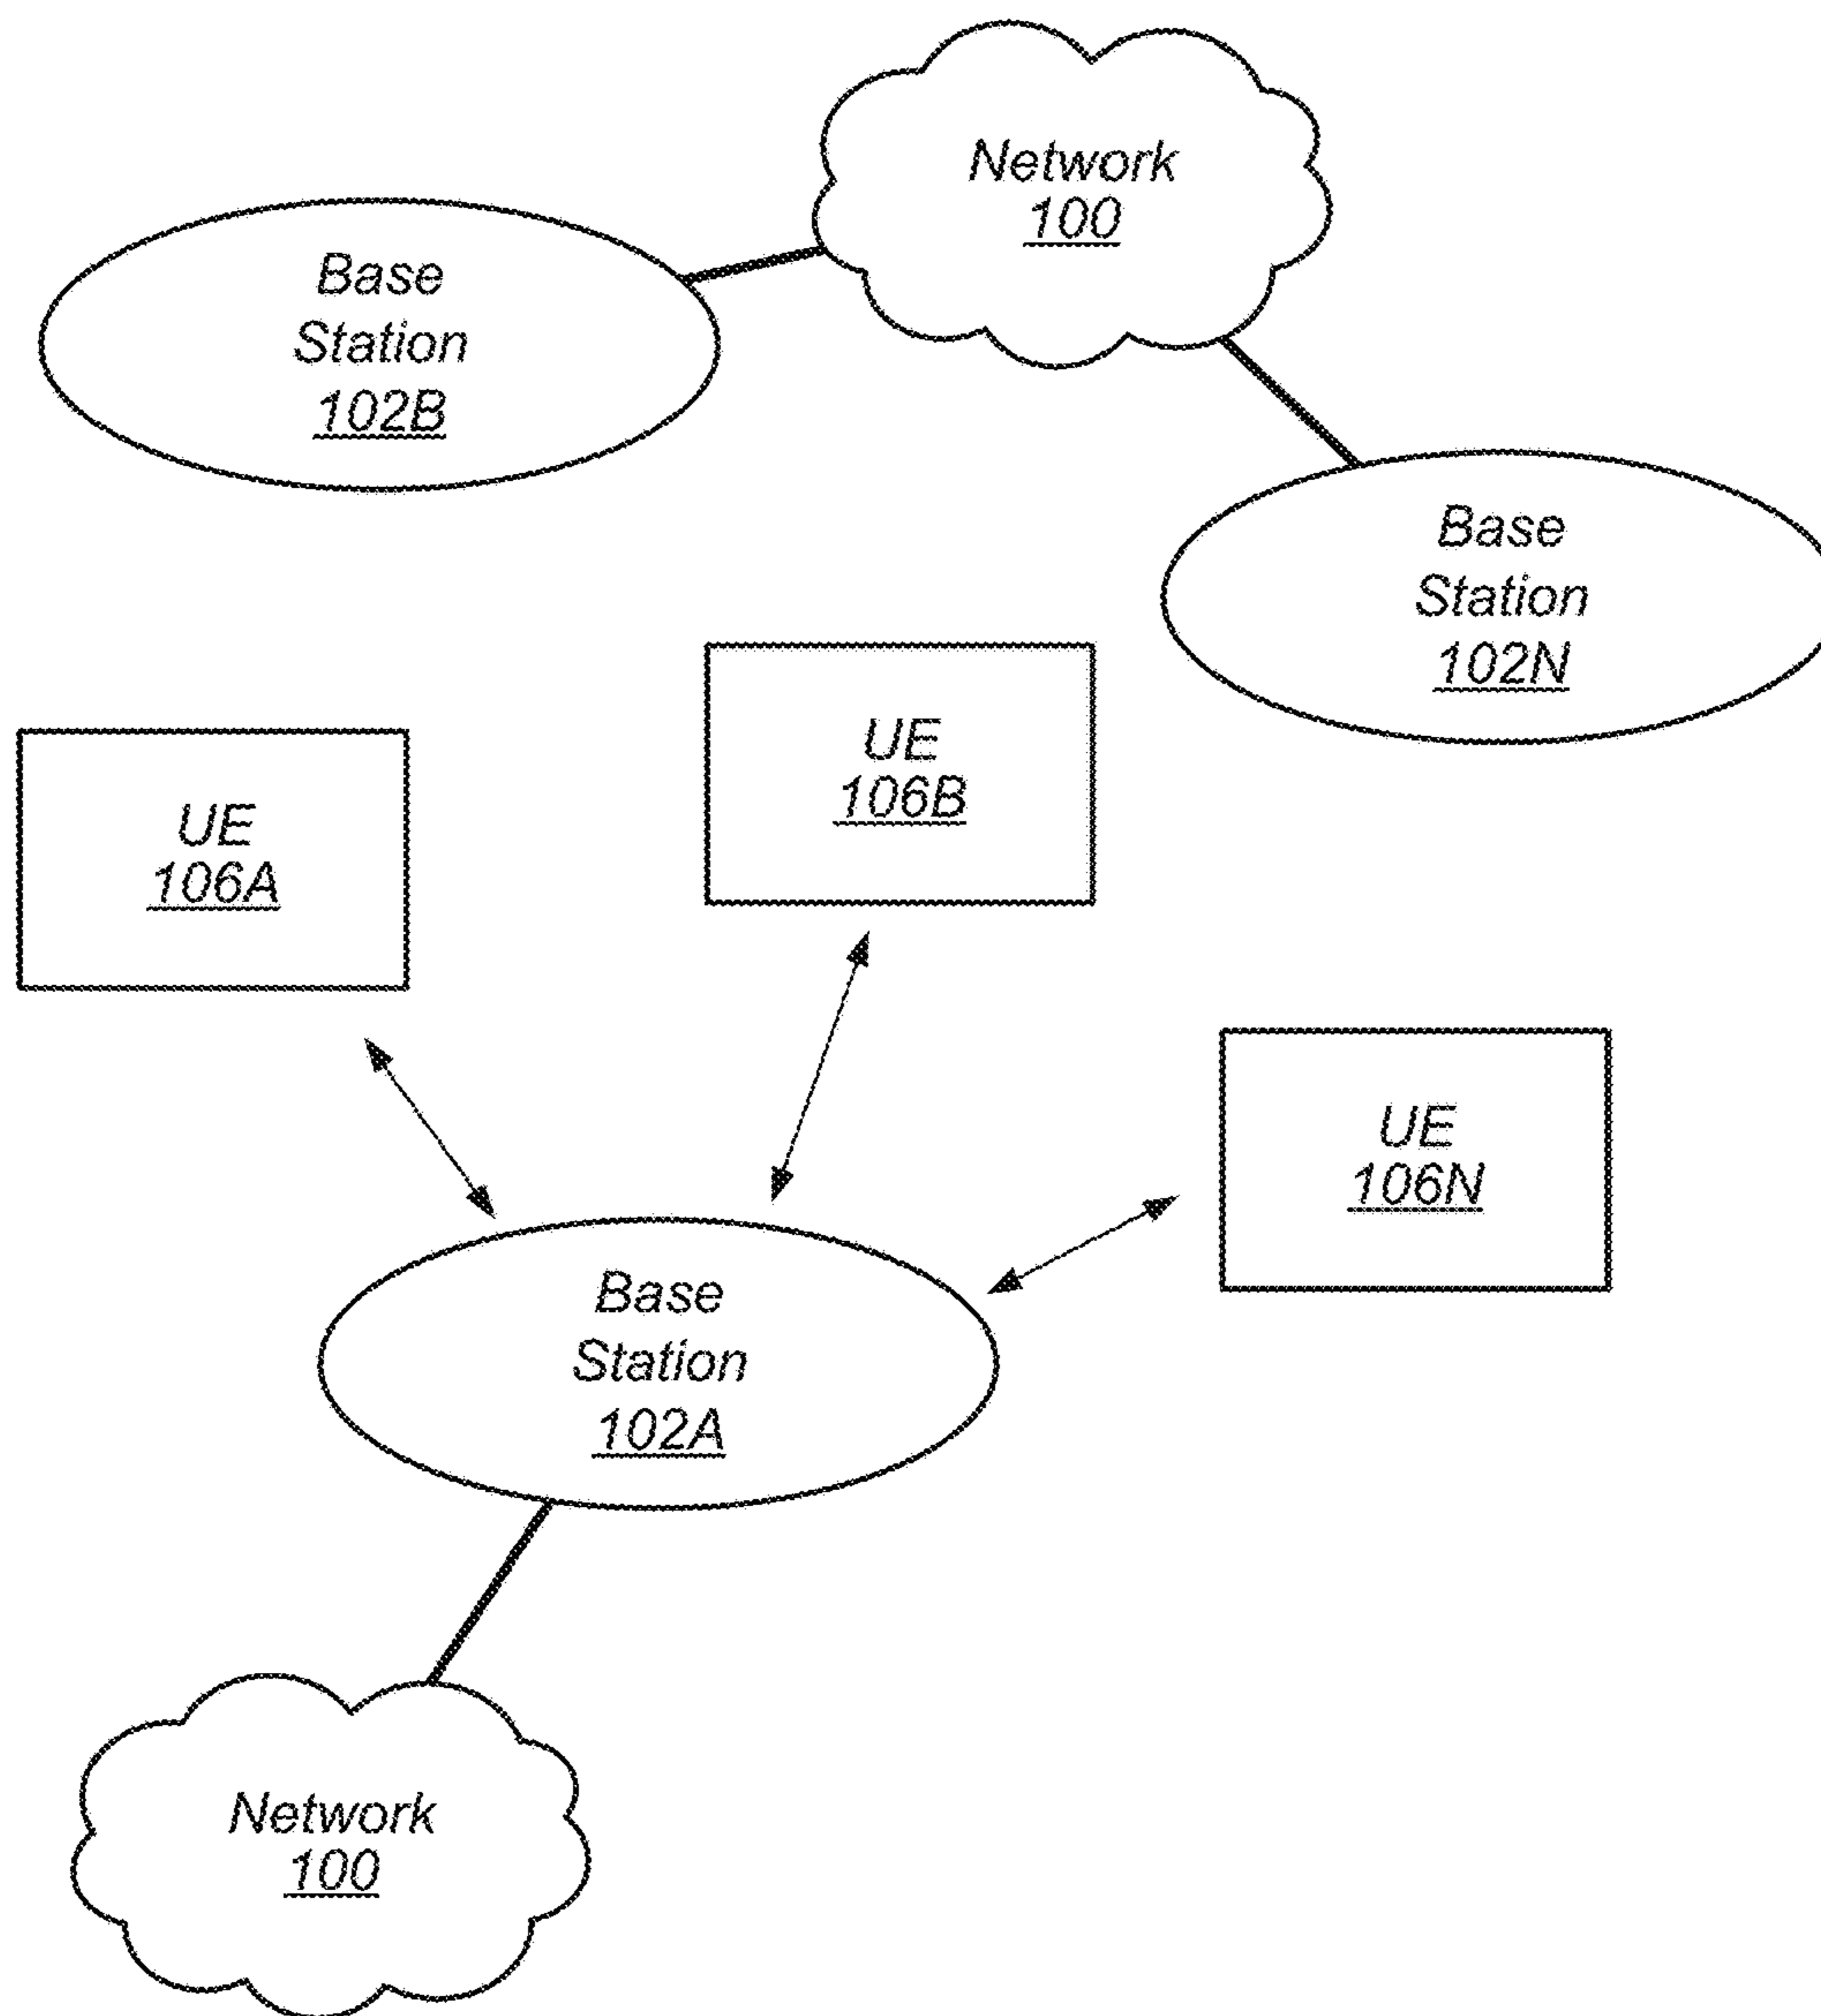 Network
100
Base
Station
102B
Base
Station
102N
UE
106B
UE
106A
UE
106N
Base
Station
102A
Network
100